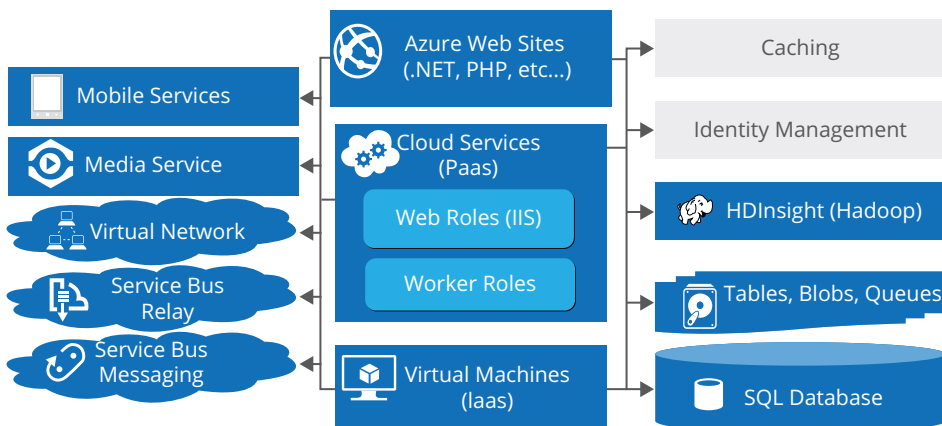 Azure Web Sites
(.NET, PHP, etc...)
Mobile Services
Media Service
Virtual Network
Service Bus
Relay
Service Bus
Messaging
Cloud Services
(Paas)
Web Roles (IIS)
Worker Roles
Virtual Machines
(Iaas)
Caching
Identity Management
HDInsight (Hadoop)
Tables, Blobs, Queues
SQL Database